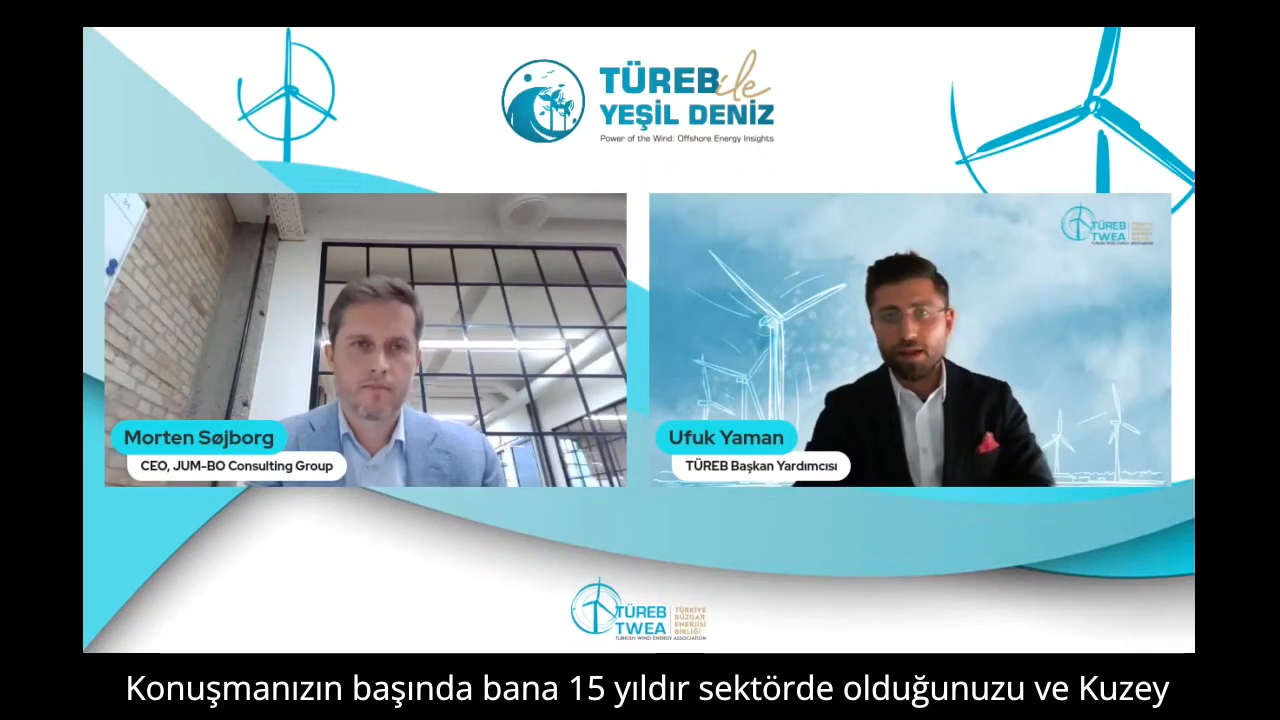 TÜREB ile
YEŞİL DENİZ
Power of the Wind: Offshore Energy Insights
TÜREB
TWEA
Morten Søjborg
CEO, JUM-BO Consulting Group
Ufuk Yaman
TÜREB Başkan Yardımcısı
TÜREB
TWEA
TÜRKİYE
RÜZGAR
ENERJİSİ
BİRLİĞİ
TURKISH WIND ENERGY ASSOCIATION
Konuşmanızın başında bana 15 yıldır sektörde olduğunuzu ve Kuzey